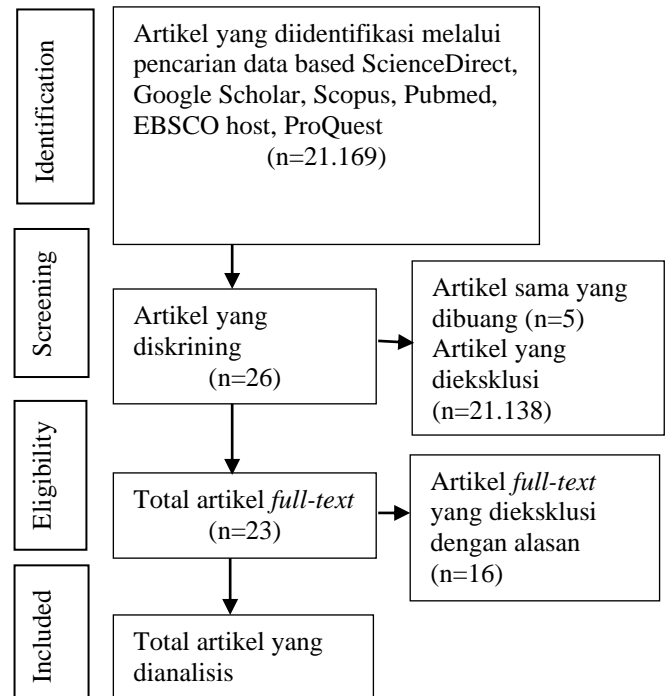 Identification
Artikel yang diidentifikasi melalui
pencarian data based ScienceDirect,
Google Scholar, Scopus, Pubmed,
EBSCO host, ProQuest
(n=21.169)
Screening
Artikel yang
diskrining
(n=26)
Artikel sama yang
dibuang (n=5)
Artikel yang
dieksklusi
(n=21.138)
Eligibility
Total artikel full-text
(n=23)
Artikel full-text
yang dieksklusi
dengan alasan
(n=16)
Included
Total artikel yang
dianalisis